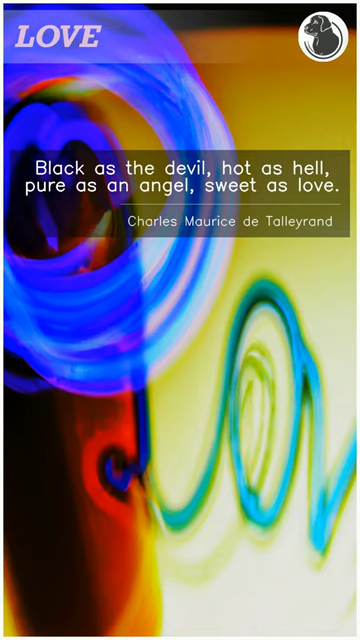 LOVE
Black as the devil, hot as hell,
pure as an angel, sweet as love.
Charles Maurice de Talleyrand